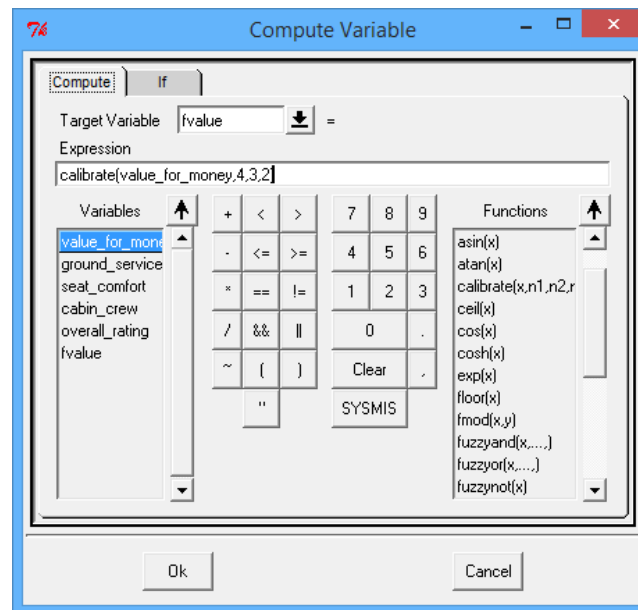 Compute Variable
Compute
If
Target Variable fvalue =
Expression
calibrate(value_for_money,4,3,2)
Variables
value_for_mone
ground_service
seat_comfort
cabin_crew
overall_rating
fvalue
+ < >
- <= >=
* == !=
/ && ||
~ ( )
"
7 8 9
4 5 6
1 2 3
0 .
Clear ,
SYSMIS
Functions
asin(x)
atan(x)
calibrate(x,n1,n2,r
ceil(x)
cos(x)
cosh(x)
exp(x)
floor(x)
fmod(x,y)
fuzzyand(x,...,)
fuzzyor(x,...,)
fuzzynot(x)
Ok
Cancel